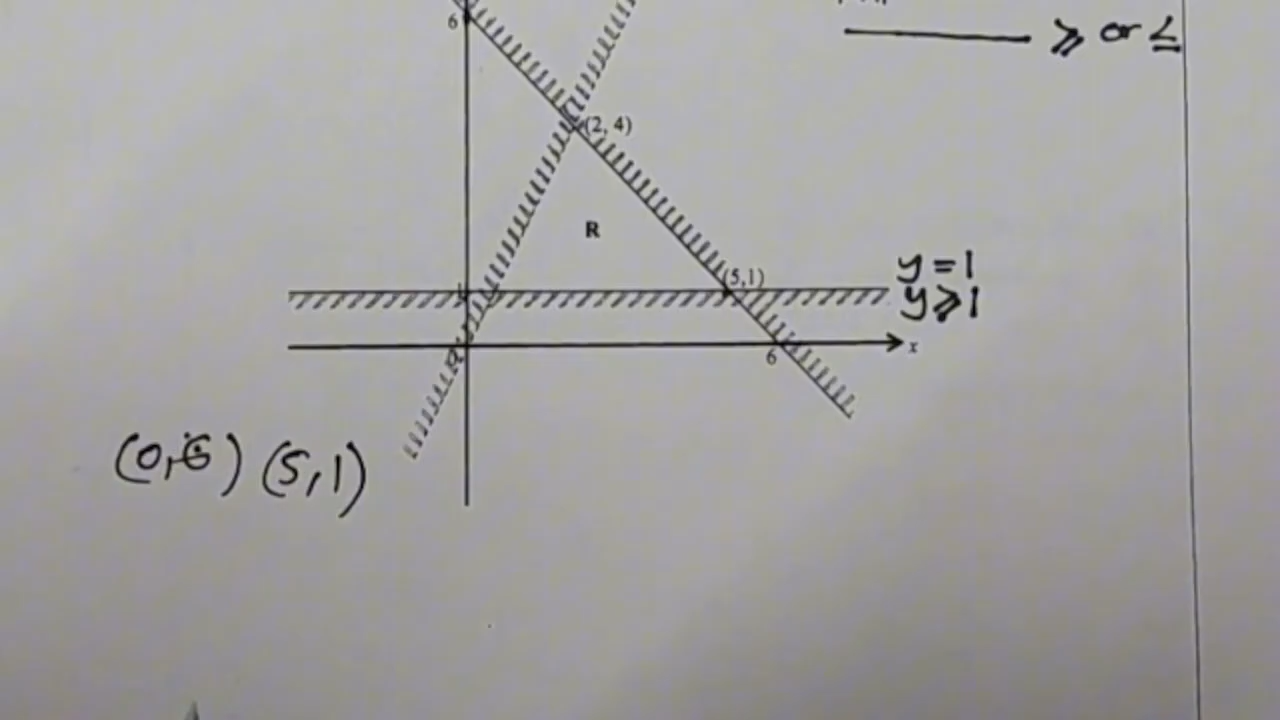 6
⩾ or ≤
(2, 4)
R
(5,1)
y = 1
y ⩾ 1
6
x
(0,6) (5,1)